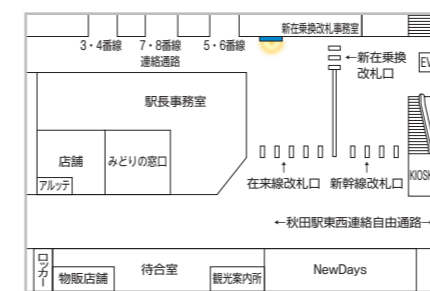 新在乗換改札事務室
3・4番線
7・8番線
連絡通路
5・6番線
←新在乗換
改札口
駅長事務室
店舗
みどりの窓口
アルッテ
↑
在来線改札口
↑
新幹線改札口
←秋田駅東西連絡自由通路→
ロッカー
物販店舗
待合室
観光案内所
NewDays